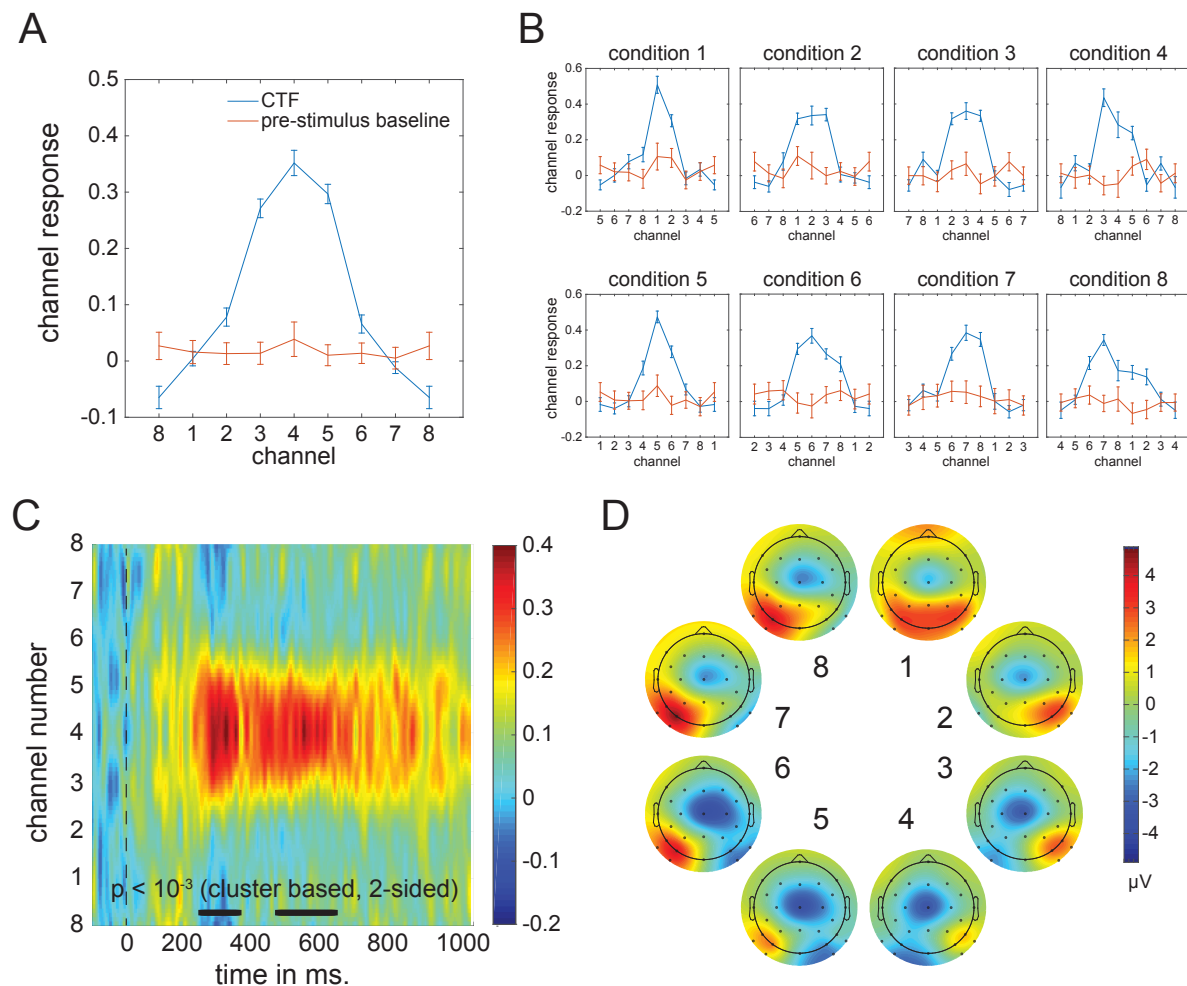 A
0.5
0.4
0.3
0.2
0.1
0
-0.1
channel response
CTF
pre-stimulus baseline
8 1 2 3 4 5 6 7 8
channel
B
condition 1
condition 2
condition 3
condition 4
0.6
0.4
0.2
0
-0.2
channel response
5 6 7 8 1 2 3 4 5
channel
6 7 8 1 2 3 4 5 6
channel
7 8 1 2 3 4 5 6 7
channel
8 1 2 3 4 5 6 7 8
channel
condition 5
condition 6
condition 7
condition 8
0.6
0.4
0.2
0
-0.2
channel response
1 2 3 4 5 6 7 8 1
channel
2 3 4 5 6 7 8 1 2
channel
3 4 5 6 7 8 1 2 3
channel
4 5 6 7 8 1 2 3 4
channel
C
8
7
6
5
4
3
2
1
8
channel number
p < 10⁻³ (cluster based, 2-sided)
0 200 400 600 800 1000
time in ms.
0.4
0.3
0.2
0.1
0
-0.1
-0.2
D
8 1
7 2
6 3
5 4
4
3
2
1
0
-1
-2
-3
-4
µV